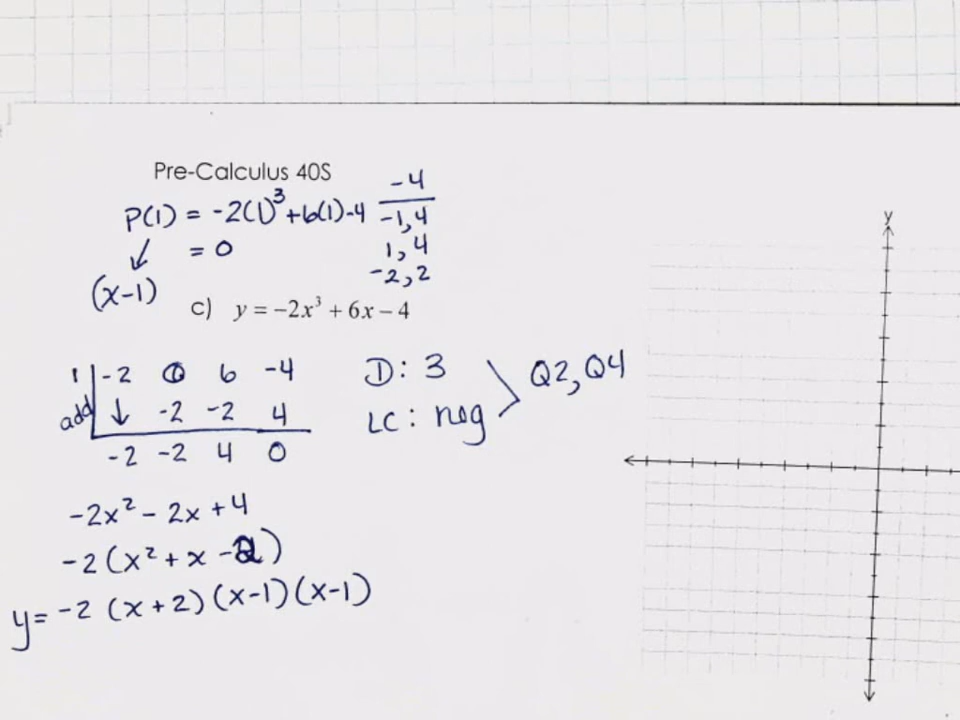 Pre-Calculus 40S
-4
P(1) = -2(1)³ + 6(1) - 4
-1, 4
= 0
1, 4
-2, 2
(x-1)
c) y = -2x³ + 6x - 4
1 -2 0 6 -4
add ↓ -2 -2 4
-2 -2 4 0
D: 3
LC: neg
Q2, Q4
-2x² - 2x + 4
-2(x² + x - 2)
y = -2 (x+2)(x-1)(x-1)
y